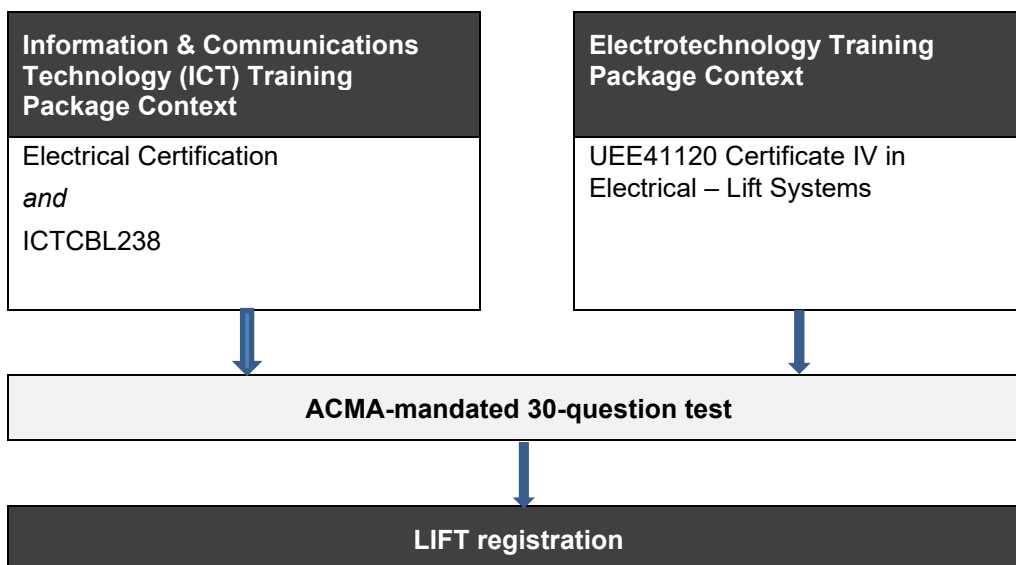 Information & Communications
Technology (ICT) Training
Package Context
Electrical Certification
and
ICTCBL238
Electrotechnology Training
Package Context
UEE41120 Certificate IV in
Electrical – Lift Systems
ACMA-mandated 30-question test
LIFT registration